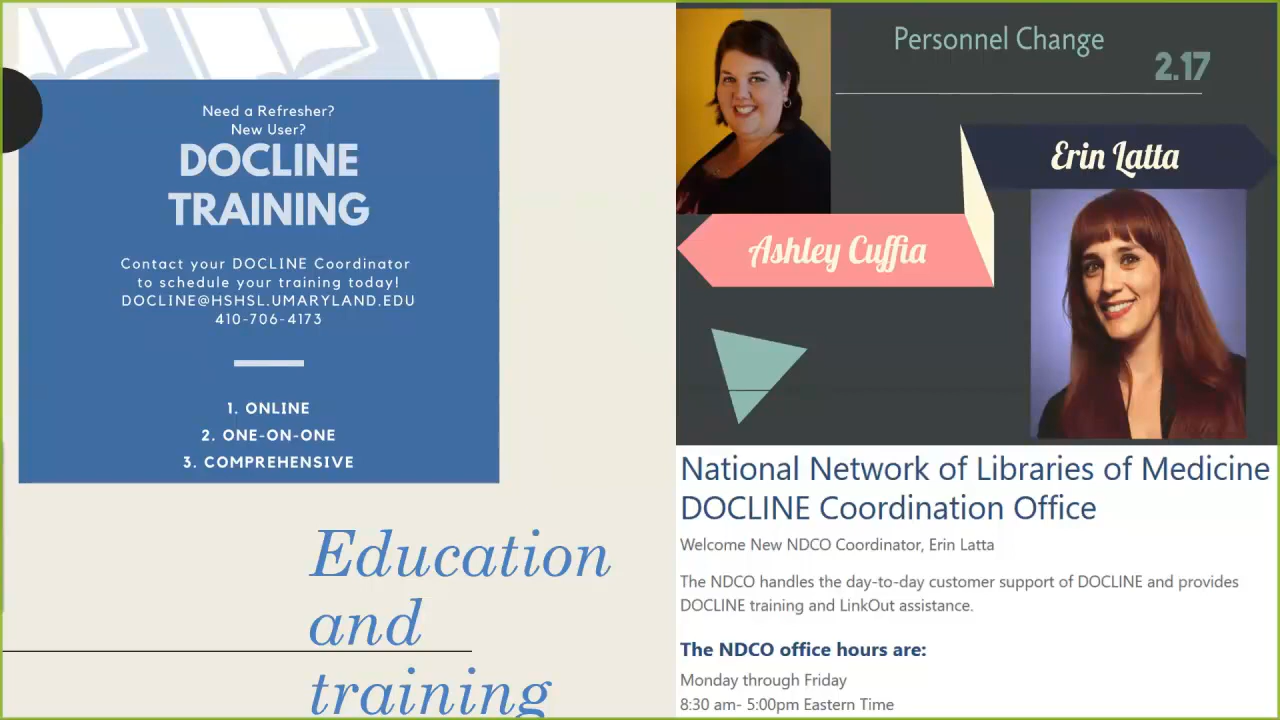 Need a Refresher?
New User?
DOCLINE
TRAINING
Contact your DOCLINE Coordinator
to schedule your training today!
DOCLINE@HSHSL.UMARYLAND.EDU
410-706-4173
1. ONLINE
2. ONE-ON-ONE
3. COMPREHENSIVE
Education
and
training
Personnel Change
2.17
Erin Latta
Ashley Cuffia
National Network of Libraries of Medicine
DOCLINE Coordination Office
Welcome New NDCO Coordinator, Erin Latta
The NDCO handles the day-to-day customer support of DOCLINE and provides
DOCLINE training and LinkOut assistance.
The NDCO office hours are:
Monday through Friday
8:30 am- 5:00pm Eastern Time